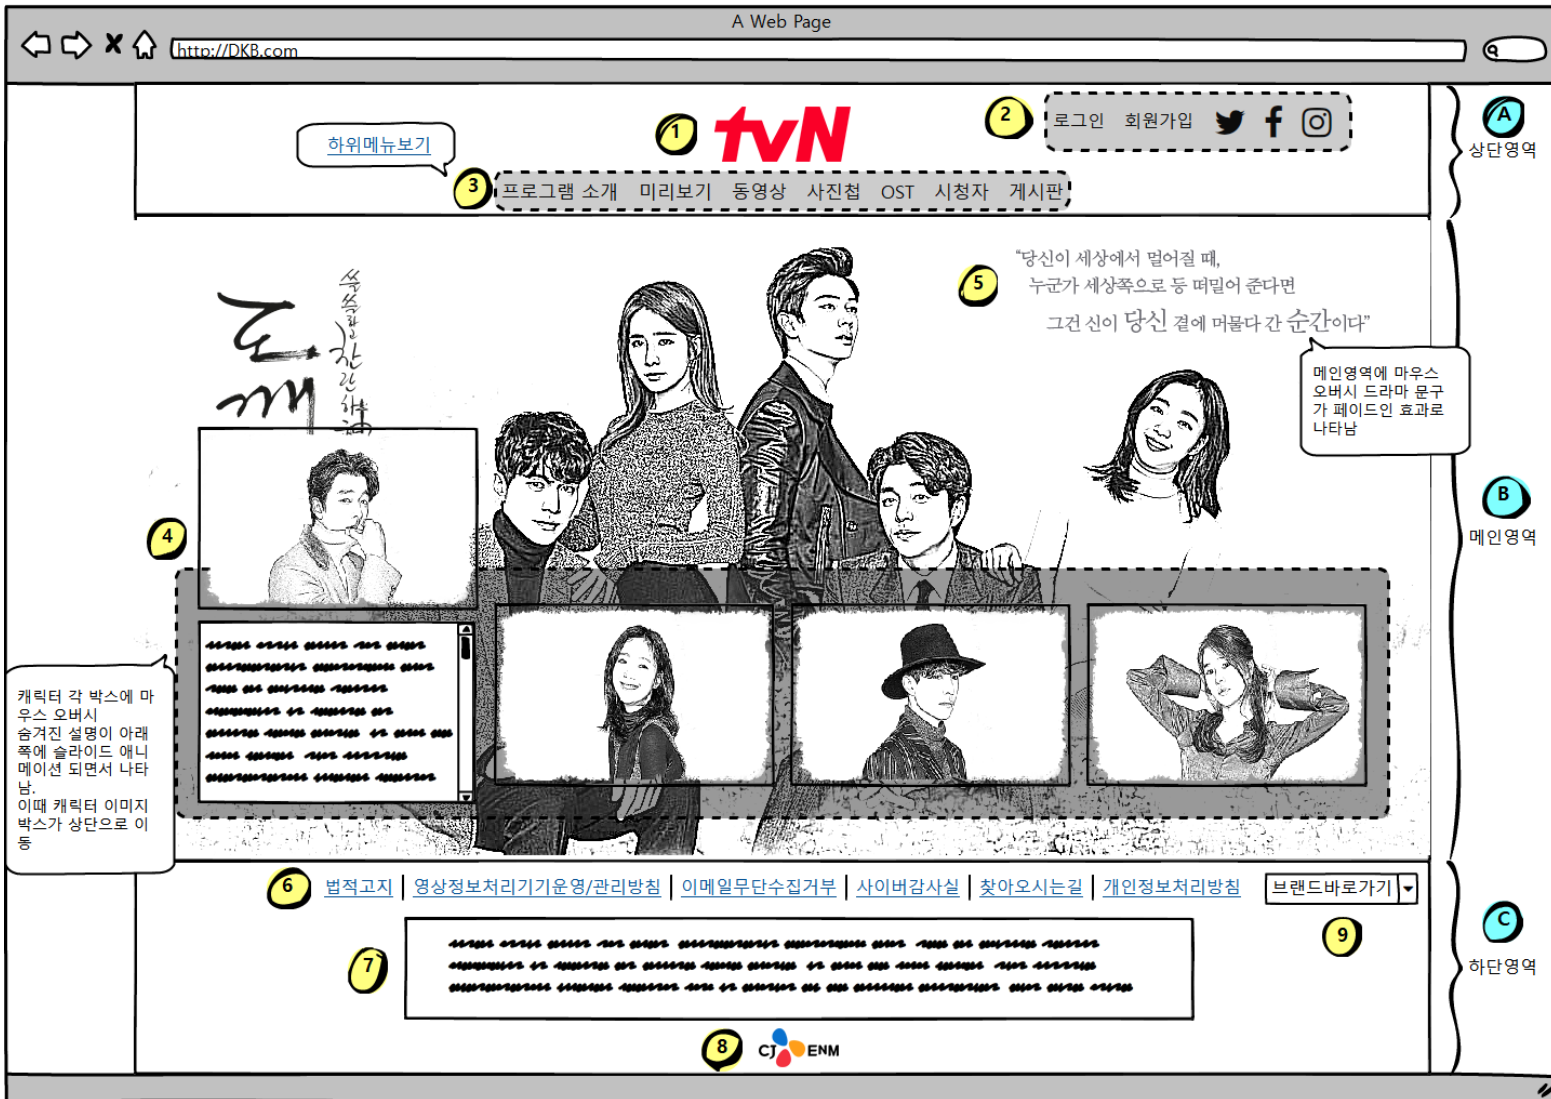 A Web Page
http://DKB.com
하위메뉴보기
1
tvN
2
로그인 회원가입
A
상단영역
3
프로그램 소개 미리보기 동영상 사진첩 OST 시청자 게시판
도깨
쓸쓸하고 찬란하神
5
“당신이 세상에서 멀어질 때,
누군가 세상쪽으로 등 떠밀어 준다면
그건 신이 당신 곁에 머물다 간 순간이다”
메인영역에 마우스
오버시 드라마 문구
가 페이드인 효과로
나타남
B
메인영역
4
캐릭터 각 박스에 마
우스 오버시
숨겨진 설명이 아래
쪽에 슬라이드 애니
메이션 되면서 나타
남.
이때 캐릭터 이미지
박스가 상단으로 이
동
6
법적고지 | 영상정보처리기기운영/관리방침 | 이메일무단수집거부 | 사이버감사실 | 찾아오시는길 | 개인정보처리방침
브랜드바로가기
9
C
하단영역
7
8
CJ ENM